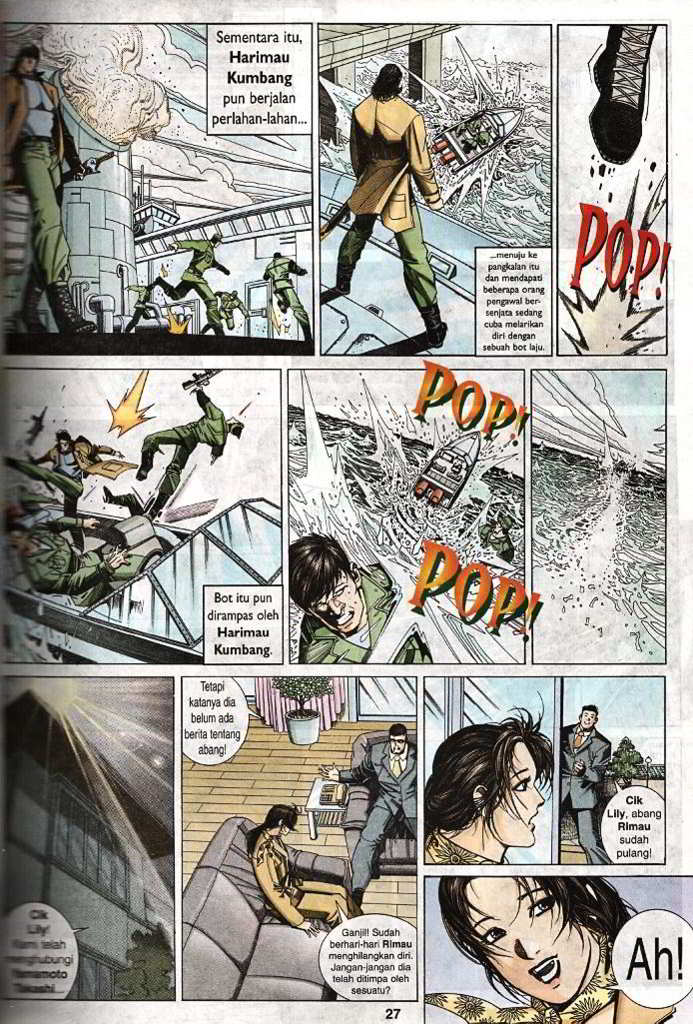 Sementara itu,
Harimau
Kumbang
pun berjalan
perlahan-lahan...
...menuju ke
pangkalan itu
dan mendapati
beberapa orang
pengawal ber-
senjata sedang
cuba melarikan
diri dengan
sebuah bot laju.
POP!
Bot itu pun
dirampas oleh
Harimau
Kumbang.
POP!
POP!
Cik
Lily!
Kami telah
menghubungi
Yamamoto
Takashi
Tetapi
katanya dia
belum ada
berita tentang
abang!
Ganjil! Sudah
berhari-hari Rimau
menghilangkan diri.
Jangan-jangan dia
telah ditimpa oleh
sesuatu?
Cik
Lily, abang
Rimau
sudah
pulang!
Ah!
27